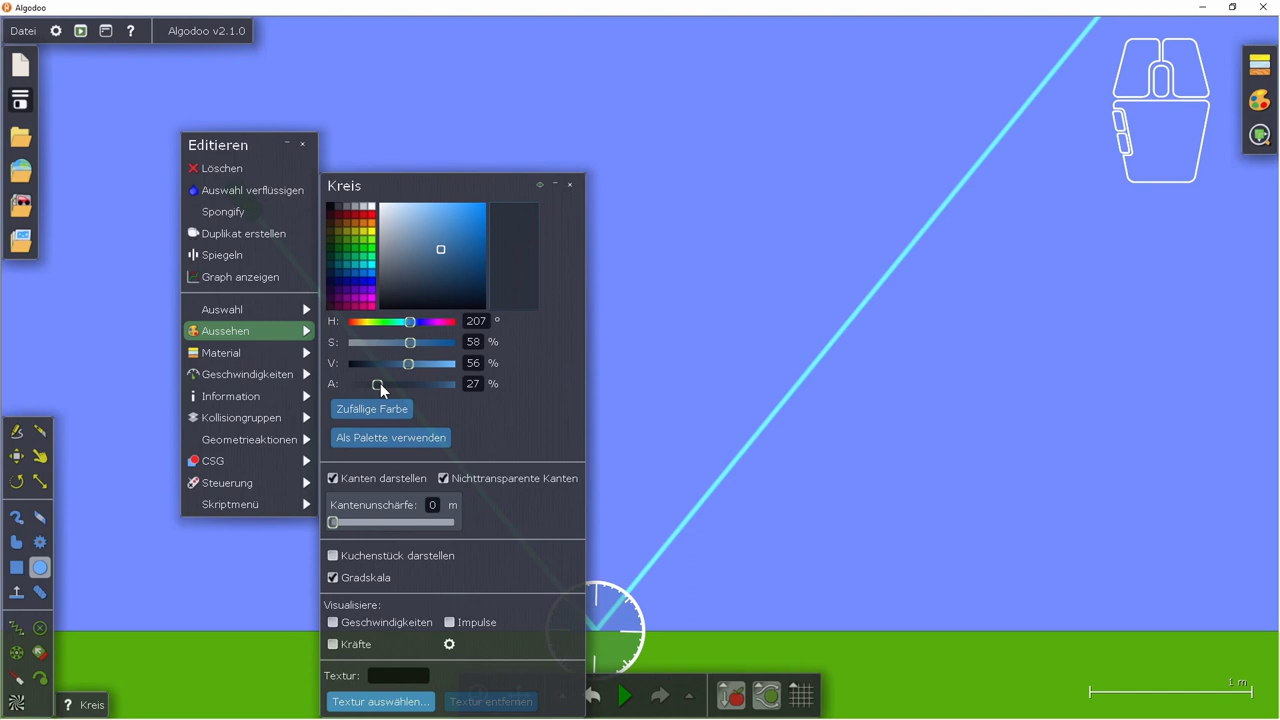 Algodoo
Datei ? Algodoo v2.1.0
Editieren
Löschen
Auswahl verflüssigen
Spongify
Duplikat erstellen
Spiegeln
Graph anzeigen
Auswahl
Aussehen
Material
Geschwindigkeiten
Information
Kollisiongruppen
Geometrieaktionen
CSG
Steuerung
Skriptmenü
Kreis
H: 207 °
S: 58 %
V: 56 %
A: 27 %
Zufällige Farbe
Als Palette verwenden
Kanten darstellen Nichttransparente Kanten
Kantenunschärfe: 0 m
Kuchenstück darstellen
Gradskala
Visualisiere:
Geschwindigkeiten Impulse
Kräfte
Textur:
Textur auswählen... Textur entfernen
? Kreis
1 m